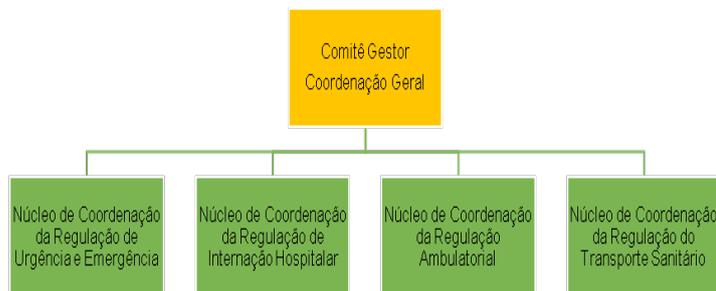 Comitê Gestor
Coordenação Geral
Núcleo de Coordenação
da Regulação de
Urgência e Emergência
Núcleo de Coordenação
da Regulação de
Internação Hospitalar
Núcleo de Coordenação
da Regulação
Ambulatorial
Núcleo de Coordenação
da Regulação do
Transporte Sanitário